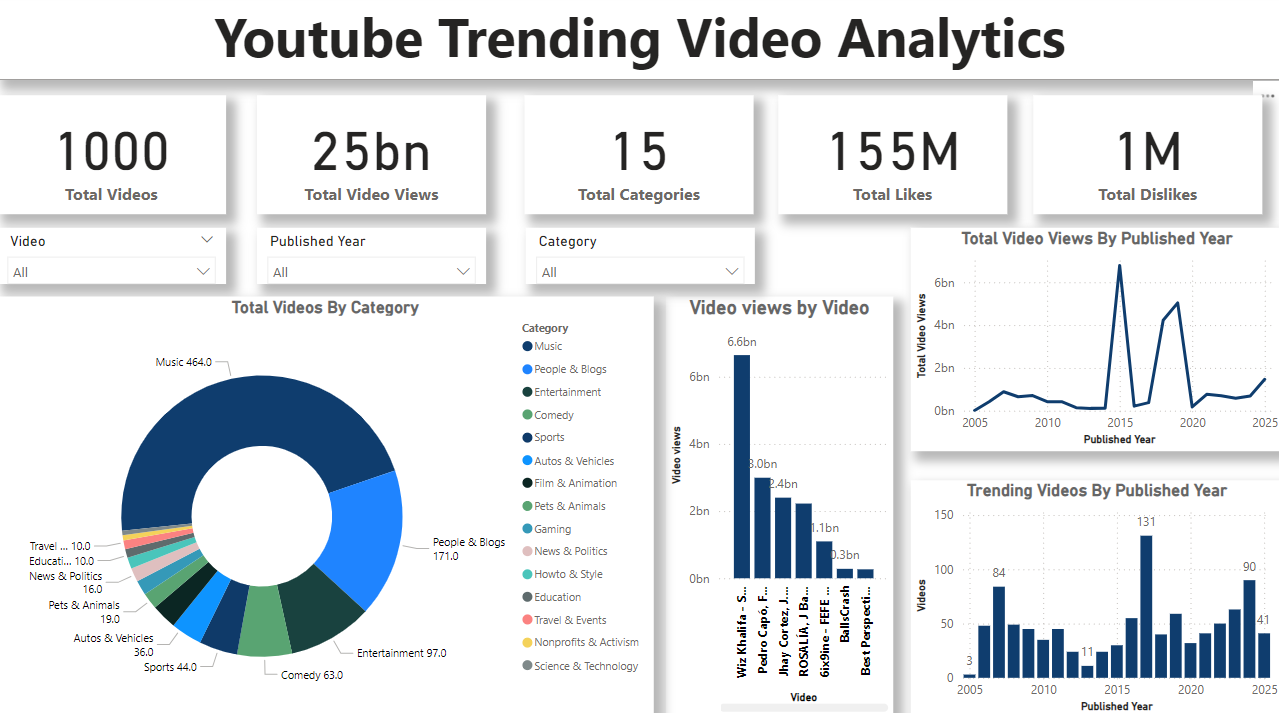 Youtube Trending Video Analytics
1000
Total Videos
25bn
Total Video Views
15
Total Categories
155M
Total Likes
1M
Total Dislikes
Video
All
Published Year
All
Category
All
Total Videos By Category
Music 464.0
People & Blogs
171.0
Entertainment 97.0
Comedy 63.0
Sports 44.0
Autos & Vehicles
36.0
Pets & Animals
19.0
News & Politics
16.0
Educati... 10.0
Travel ... 10.0
Category
Music
People & Blogs
Entertainment
Comedy
Sports
Autos & Vehicles
Film & Animation
Pets & Animals
Gaming
News & Politics
Howto & Style
Education
Travel & Events
Nonprofits & Activism
Science & Technology
Video views by Video
Video views
6bn
4bn
2bn
0bn
6.6bn
3.0bn
2.4bn
1.1bn
0.3bn
Wiz Khalifa - S...
Pedro Capó, F...
Jhay Cortez, J....
ROSALÍA, J Ba...
6ix9ine - FEFE ...
BallsCrash
Best Perspecti...
Video
Total Video Views By Published Year
Total Video Views
6bn
4bn
2bn
0bn
2005
2010
2015
2020
2025
Published Year
Trending Videos By Published Year
Videos
150
100
50
0
3
84
11
131
90
41
2005
2010
2015
2020
2025
Published Year